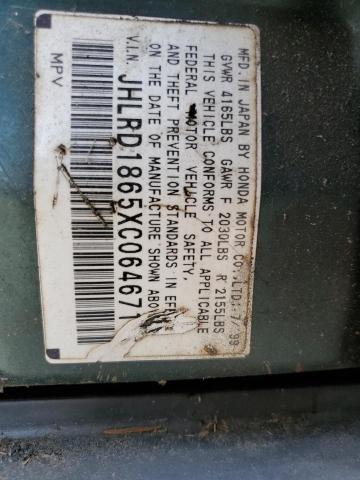 MFD. IN JAPAN BY HONDA MOTOR CO., LTD. 7/99
GVWR 4165LBS GAWR F 2030LBS R 2155LBS
THIS VEHICLE CONFORMS TO ALL APPLICABLE
FEDERAL MOTOR VEHICLE SAFETY,
AND THEFT PREVENTION STANDARDS IN EFF
ON THE DATE OF MANUFACTURE SHOWN ABO
V.I.N. JHLRD1865XC064671
MPV